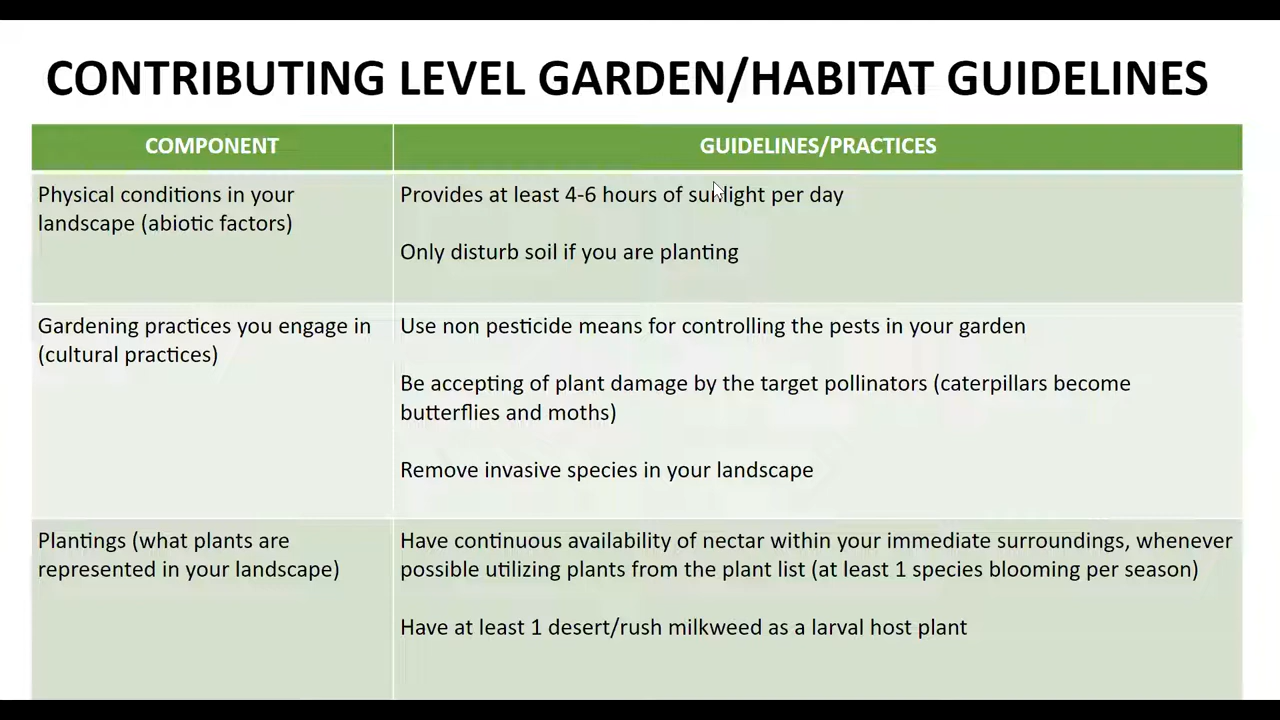 CONTRIBUTING LEVEL GARDEN/HABITAT GUIDELINES
COMPONENT
GUIDELINES/PRACTICES
Physical conditions in your
landscape (abiotic factors)
Provides at least 4-6 hours of sunlight per day
Only disturb soil if you are planting
Gardening practices you engage in
(cultural practices)
Use non pesticide means for controlling the pests in your garden
Be accepting of plant damage by the target pollinators (caterpillars become
butterflies and moths)
Remove invasive species in your landscape
Plantings (what plants are
represented in your landscape)
Have continuous availability of nectar within your immediate surroundings, whenever
possible utilizing plants from the plant list (at least 1 species blooming per season)
Have at least 1 desert/rush milkweed as a larval host plant